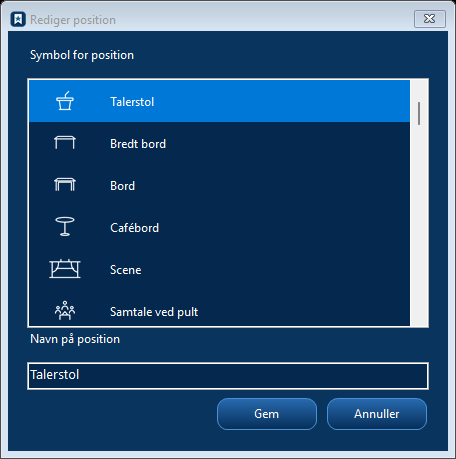 Rediger position
Symbol for position
Talerstol
Bredt bord
Bord
Cafébord
Scene
Samtale ved pult
Navn på position
Talerstol
Gem
Annuller